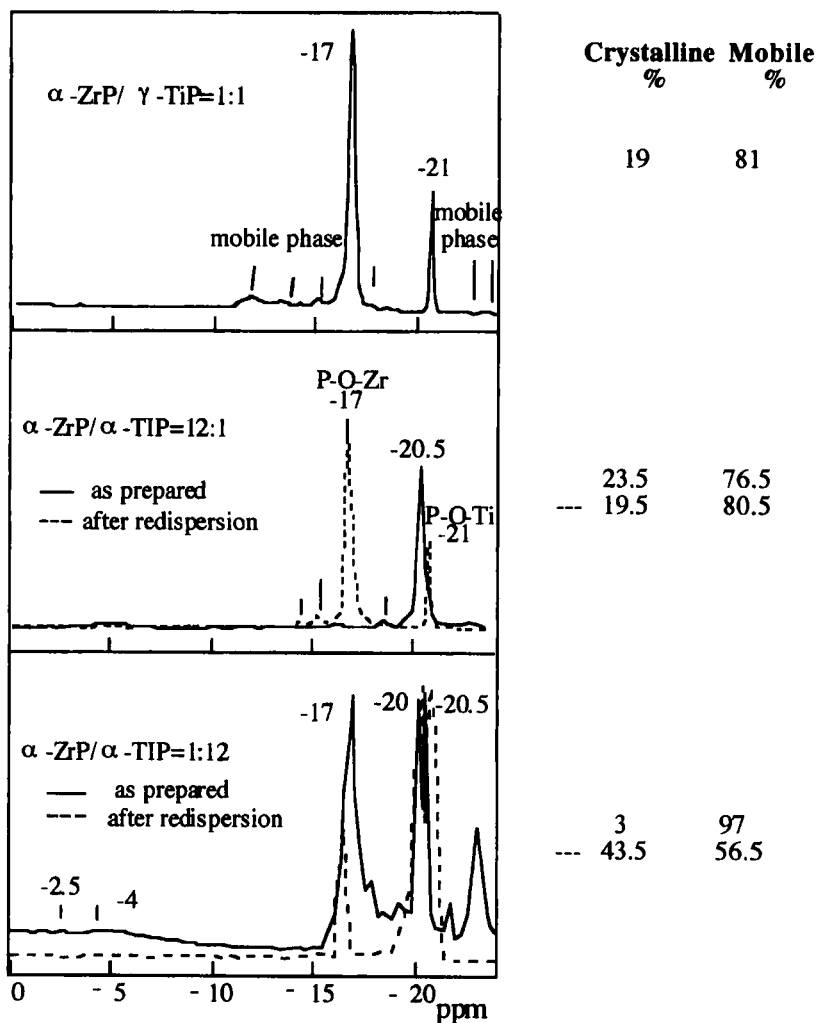 Crystalline Mobile
% %
-17
α -ZrP/ γ -TiP=1:1
-21
19 81
mobile phase
mobile
phase
P-O-Zr
-17
α -ZrP/ α -TIP=12:1
-20.5
— as prepared
--- after redispersion
P-O-Ti
-21
23.5 76.5
--- 19.5 80.5
-17
-20
-20.5
α -ZrP/ α -TIP=1:12
— as prepared
--- after redispersion
3 97
--- 43.5 56.5
-2.5
-4
0 - 5 - 10 - 15 - 20
ppm